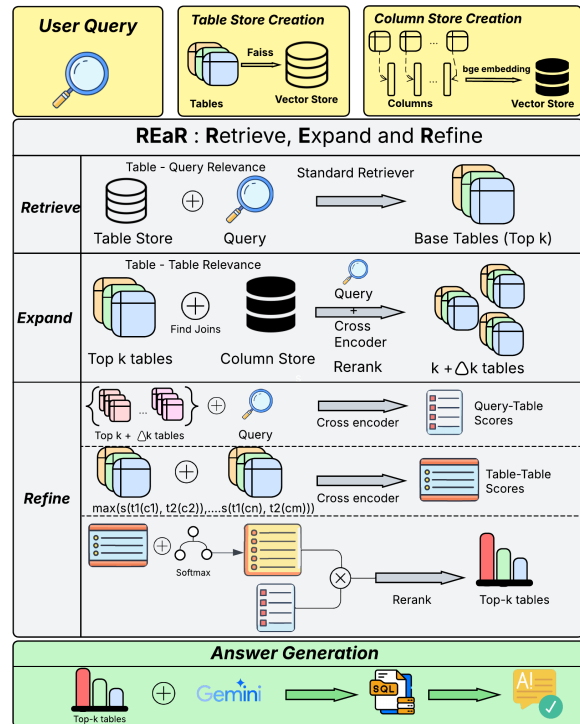 User Query
Table Store Creation
Faiss
Tables
Vector Store
Column Store Creation
...
...
bge embedding
Columns
Vector Store
REaR : Retrieve, Expand and Refine
Retrieve
Table - Query Relevance
Standard Retriever
Table Store
Query
Base Tables (Top k)
Expand
Table - Table Relevance
Find Joins
Query
+
Cross
Encoder
Rerank
Top k tables
Column Store
k + △k tables
Refine
{ ... }
Top k + △k tables
Query
Cross encoder
Query-Table
Scores
max(s(t1(c1), t2(c2)),....s(t1(cn), t2(cm)))
Cross encoder
Table-Table
Scores
Softmax
Rerank
Top-k tables
Answer Generation
Top-k tables
Gemini
SQL
AI